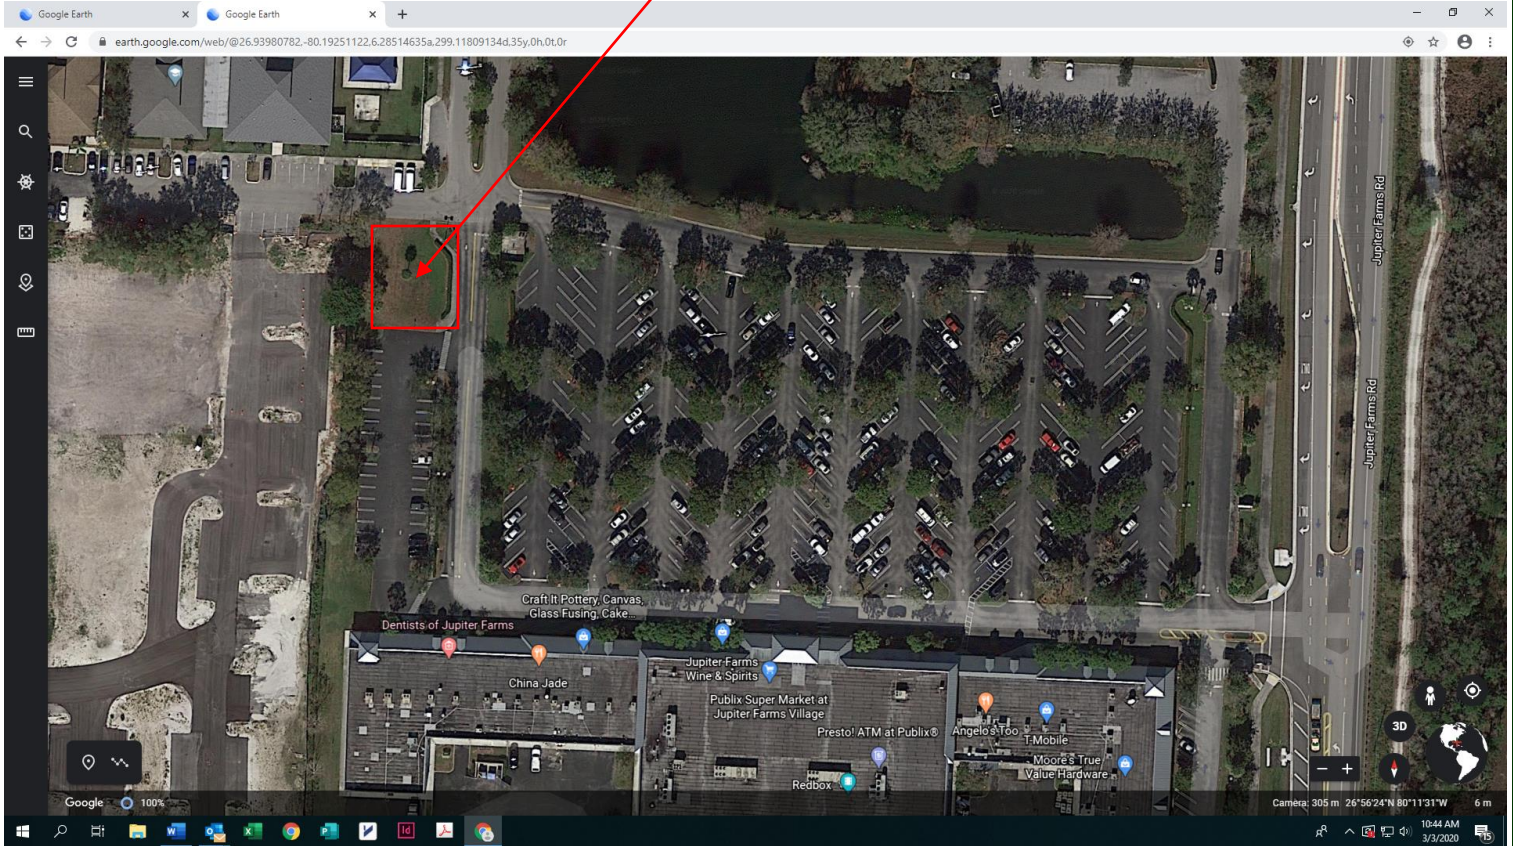 Google Earth
Google Earth
earth.google.com/web/@26.93980782,-80.19251122,6.28514635a,299.11809134d,35y,0h,0t,0r
Jupiter Farms Rd
Jupiter Farms Rd
Craft It Pottery, Canvas,
Glass Fusing, Cake...
Dentists of Jupiter Farms
China Jade
Jupiter Farms
Wine & Spirits
Publix Super Market at
Jupiter Farms Village
Presto! ATM at Publix®
Angelo's Too
T-Mobile
Moore's True
Value Hardware
Redbox
3D
Google
100%
Camera: 305 m 26°56'24"N 80°11'31"W 6 m
10:44 AM
3/3/2020
15